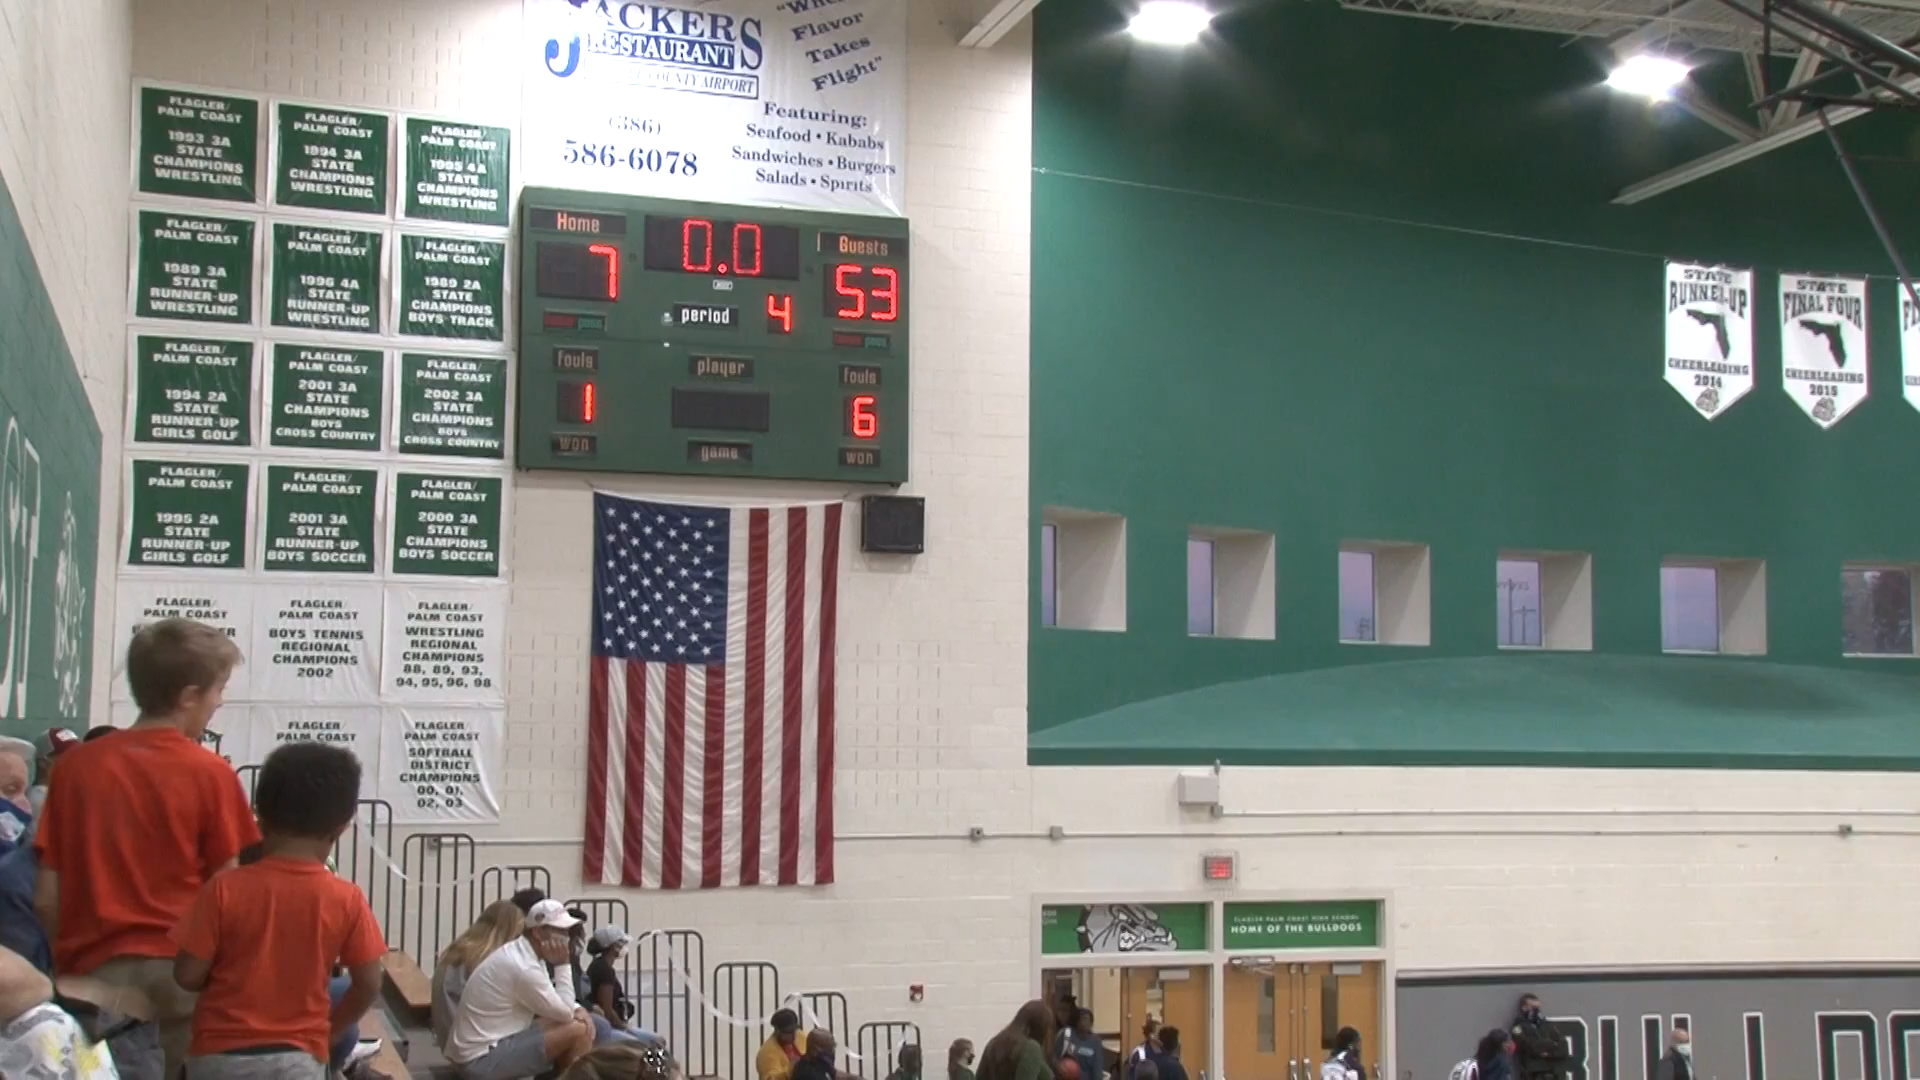 JACKERS
RESTAURANT
COUNTY AIRPORT
Flavor
Takes
Flight"
(386)
586-6078
Featuring:
Seafood • Kababs
Sandwiches • Burgers
Salads • Spirits
FLAGLER/
PALM COAST
1993 3A
STATE
CHAMPIONS
WRESTLING
FLAGLER/
PALM COAST
1994 3A
STATE
CHAMPIONS
WRESTLING
FLAGLER/
PALM COAST
1995 4A
STATE
CHAMPIONS
WRESTLING
FLAGLER/
PALM COAST
1989 3A
STATE
RUNNER-UP
WRESTLING
FLAGLER/
PALM COAST
1996 4A
STATE
RUNNER-UP
WRESTLING
FLAGLER/
PALM COAST
1989 2A
STATE
CHAMPIONS
BOYS TRACK
FLAGLER/
PALM COAST
1994 2A
STATE
RUNNER-UP
GIRLS GOLF
FLAGLER/
PALM COAST
2001 3A
STATE
CHAMPIONS
BOYS
CROSS COUNTRY
FLAGLER/
PALM COAST
2002 3A
STATE
CHAMPIONS
BOYS
CROSS COUNTRY
FLAGLER/
PALM COAST
1995 2A
STATE
RUNNER-UP
GIRLS GOLF
FLAGLER/
PALM COAST
2001 3A
STATE
RUNNER-UP
BOYS SOCCER
FLAGLER/
PALM COAST
2000 3A
STATE
CHAMPIONS
BOYS SOCCER
FLAGLER/
PALM COAST
FLAGLER/
PALM COAST
BOYS TENNIS
REGIONAL
CHAMPIONS
2002
FLAGLER/
PALM COAST
WRESTLING
REGIONAL
CHAMPIONS
88, 89, 93,
94, 95, 96, 98
FLAGLER/
PALM COAST
FLAGLER/
PALM COAST
SOFTBALL
DISTRICT
CHAMPIONS
00, 01,
02, 03
Home
7
0.0
Guests
53
period
4
fouls
1
player
fouls
6
won
game
won
STATE
RUNNER-UP
CHEERLEADING
2014
STATE
FINAL FOUR
CHEERLEADING
2015
FLAGLER PALM COAST HIGH SCHOOL
HOME OF THE BULLDOGS